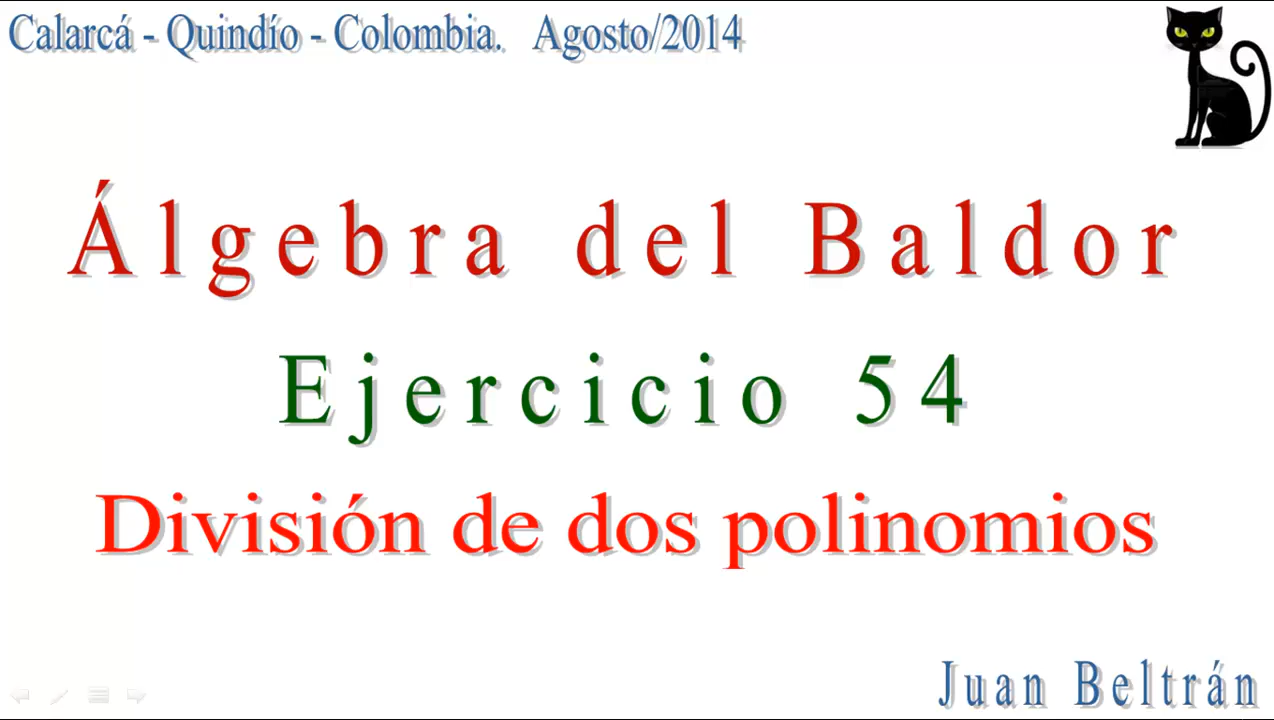 Calarcá - Quindío - Colombia. Agosto/2014
Álgebra del Baldor
Ejercicio 54
División de dos polinomios
Juan Beltrán